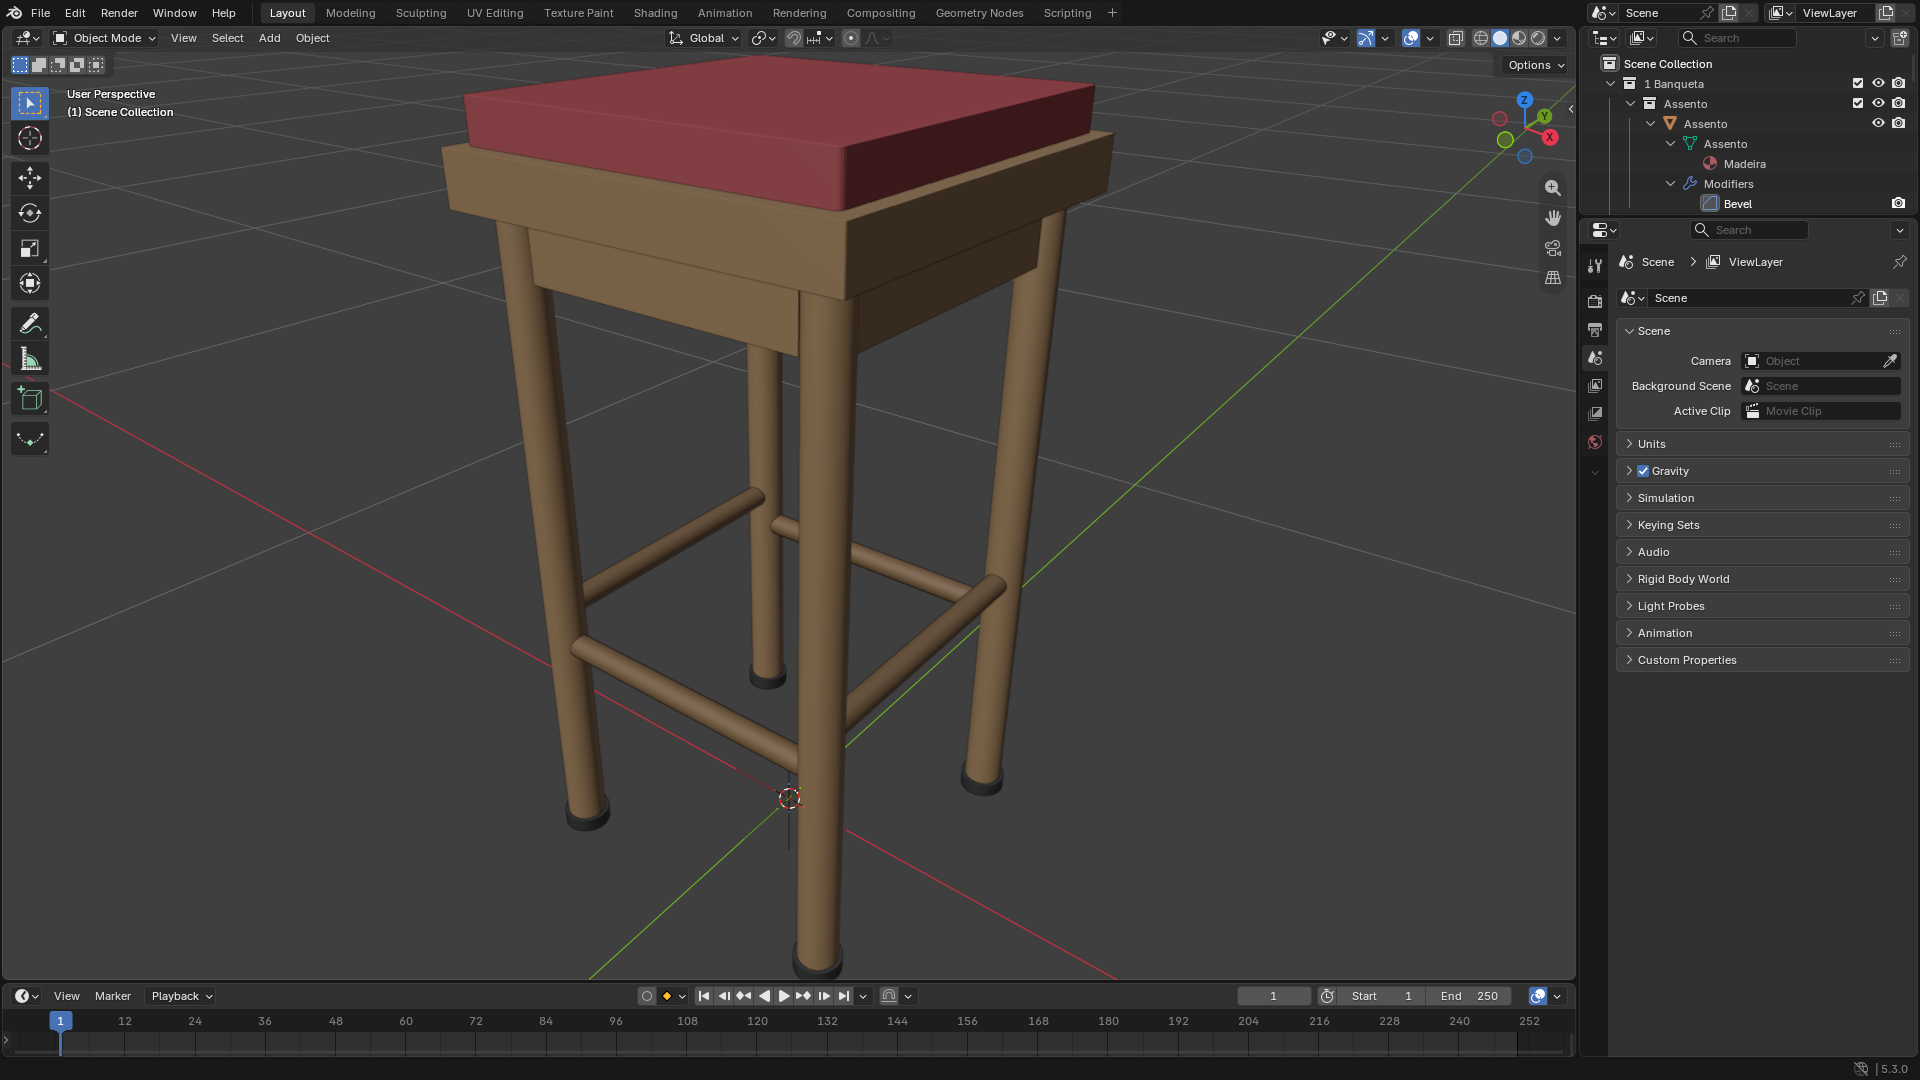 File Edit Render Window Help Layout Modeling Sculpting UV Editing Texture Paint Shading Animation Rendering Compositing Geometry Nodes Scripting Scene ViewLayer
Object Mode View Select Add Object Global Search
Options
User Perspective
(1) Scene Collection
Z
Y
X
Scene Collection
1 Banqueta
Assento
Assento
Assento
Madeira
Modifiers
Bevel
Search
Scene ViewLayer
Scene
Scene
Camera Object
Background Scene Scene
Active Clip Movie Clip
Units
Gravity
Simulation
Keying Sets
Audio
Rigid Body World
Light Probes
Animation
Custom Properties
View Marker Playback 1 Start 1 End 250
1 12 24 36 48 60 72 84 96 108 120 132 144 156 168 180 192 204 216 228 240 252
5.3.0